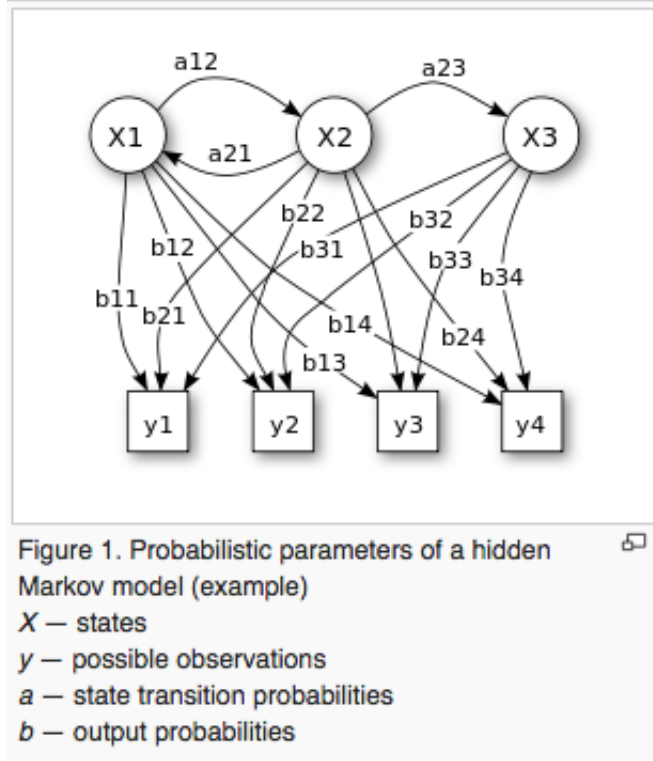 a12
a23
X1
X2
X3
a21
b22
b32
b12
b31
b33
b34
b11
b21
b14
b24
b13
y1
y2
y3
y4
Figure 1. Probabilistic parameters of a hidden
Markov model (example)
X — states
y — possible observations
a — state transition probabilities
b — output probabilities